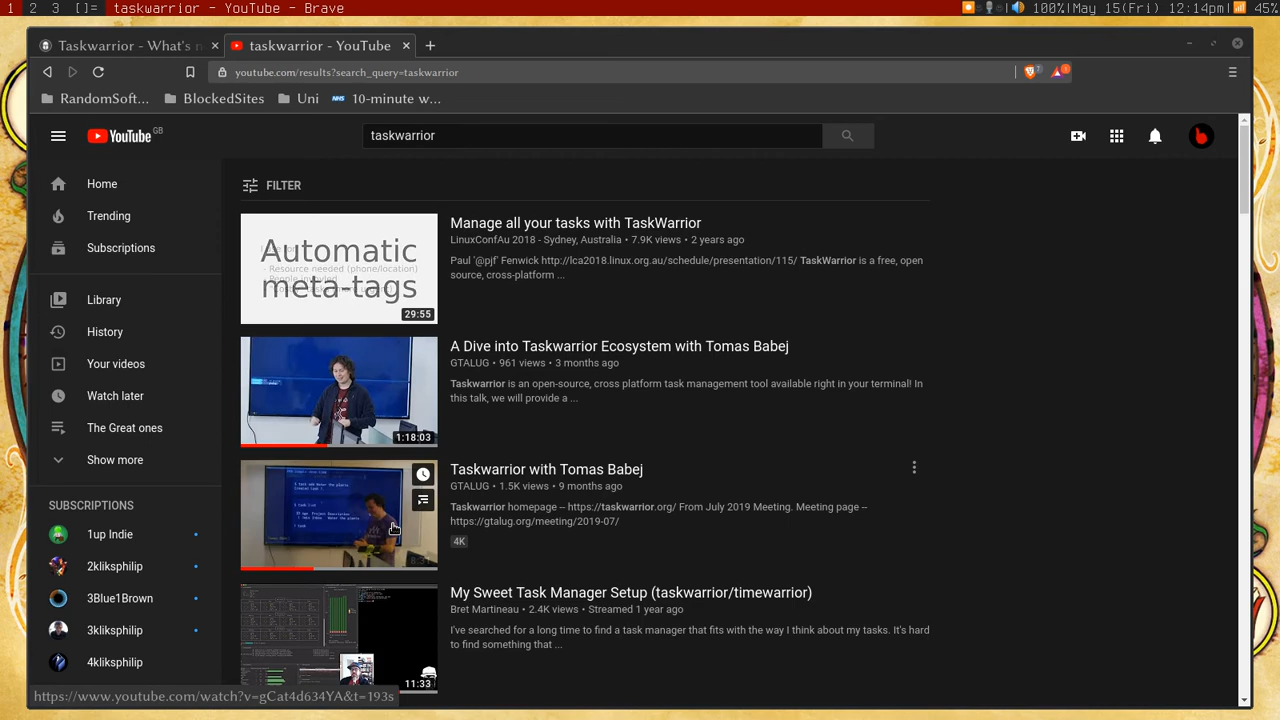 1 2 3 []= taskwarrior - YouTube - Brave
100%|May 15(Fri) 12:14pm 45%
Taskwarrior - What's n
taskwarrior - YouTube
youtube.com/results?search_query=taskwarrior
7
1
RandomSoft... BlockedSites Uni NHS 10-minute w...
YouTube GB
taskwarrior
Home
Trending
Subscriptions
Library
History
Your videos
Watch later
The Great ones
Show more
SUBSCRIPTIONS
1up Indie
2kliksphilip
3Blue1Brown
3kliksphilip
4kliksphilip
FILTER
Automatic
meta-tags
- Resource needed (phone/location)
29:55
Manage all your tasks with TaskWarrior
LinuxConfAu 2018 - Sydney, Australia • 7.9K views • 2 years ago
Paul '@pjf' Fenwick http://lca2018.linux.org.au/schedule/presentation/115/ TaskWarrior is a free, open
source, cross-platform ...
1:18:03
A Dive into Taskwarrior Ecosystem with Tomas Babej
GTALUG • 961 views • 3 months ago
Taskwarrior is an open-source, cross platform task management tool available right in your terminal! In
this talk, we will provide a ...
8:31
Taskwarrior with Tomas Babej
GTALUG • 1.5K views • 9 months ago
Taskwarrior homepage -- https://taskwarrior.org/ From July 2019 Meeting. Meeting page --
https://gtalug.org/meeting/2019-07/
4K
11:33
My Sweet Task Manager Setup (taskwarrior/timewarrior)
Bret Martineau • 2.4K views • Streamed 1 year ago
I've searched for a long time to find a task manager that fits with the way I think about my tasks. It's hard
to find something that ...
https://www.youtube.com/watch?v=gCat4d634YA&t=193s